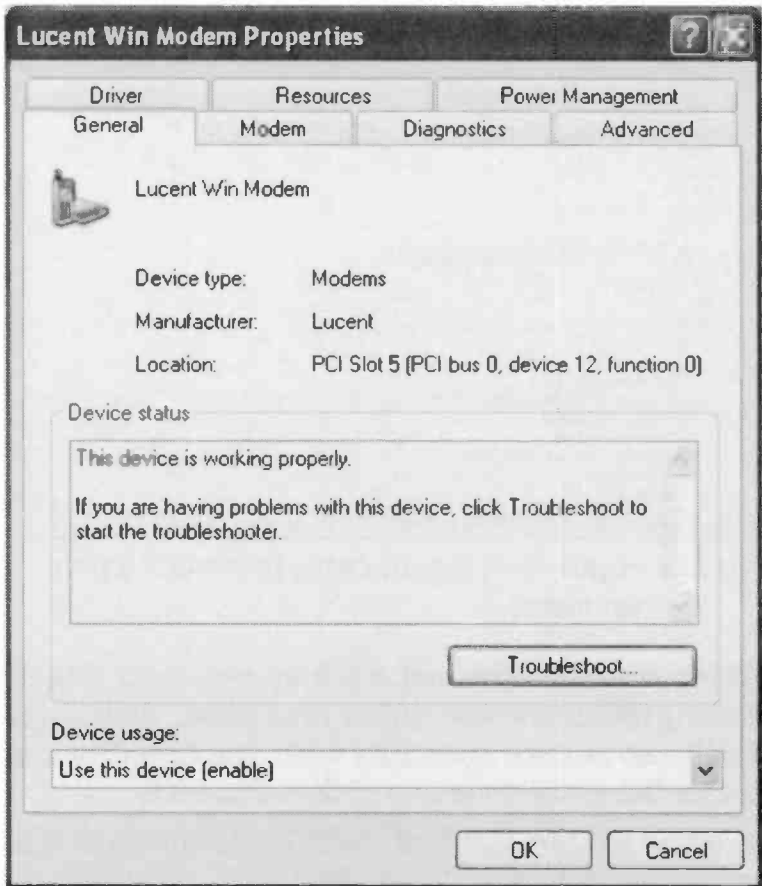 Lucent Win Modem Properties
Driver Resources Power Management
General Modem Diagnostics Advanced
Lucent Win Modem
Device type: Modems
Manufacturer: Lucent
Location: PCI Slot 5 (PCI bus 0, device 12, function 0)
Device status
This device is working properly.
If you are having problems with this device, click Troubleshoot to
start the troubleshooter.
Troubleshoot...
Device usage:
Use this device (enable)
OK Cancel